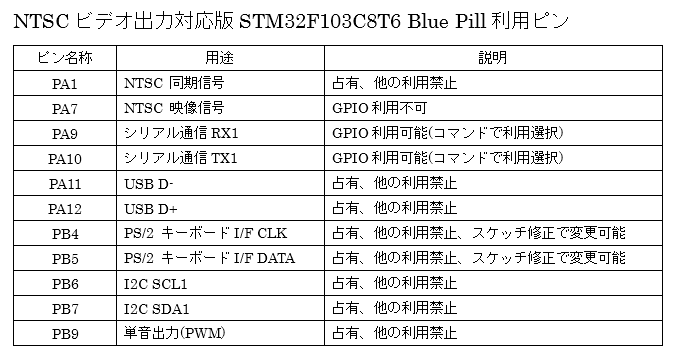 NTSC ビデオ出力対応版 STM32F103C8T6 Blue Pill 利用ピン
ピン名称 用途 説明
PA1 NTSC 同期信号 占有、他の利用禁止
PA7 NTSC 映像信号 GPIO 利用不可
PA9 シリアル通信 RX1 GPIO 利用可能(コマンドで利用選択)
PA10 シリアル通信 TX1 GPIO 利用可能(コマンドで利用選択)
PA11 USB D- 占有、他の利用禁止
PA12 USB D+ 占有、他の利用禁止
PB4 PS/2 キーボード I/F CLK 占有、他の利用禁止、スケッチ修正で変更可能
PB5 PS/2 キーボード I/F DATA 占有、他の利用禁止、スケッチ修正で変更可能
PB6 I2C SCL1 占有、他の利用禁止
PB7 I2C SDA1 占有、他の利用禁止
PB9 単音出力(PWM) 占有、他の利用禁止